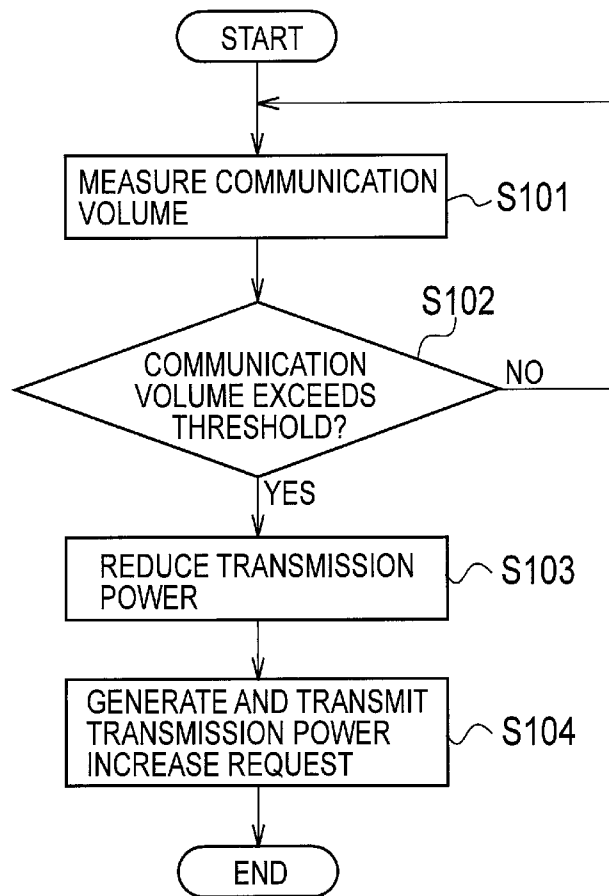 START
MEASURE COMMUNICATION
VOLUME
S101
S102
COMMUNICATION
VOLUME EXCEEDS
THRESHOLD?
NO
YES
REDUCE TRANSMISSION
POWER
S103
GENERATE AND TRANSMIT
TRANSMISSION POWER
INCREASE REQUEST
S104
END